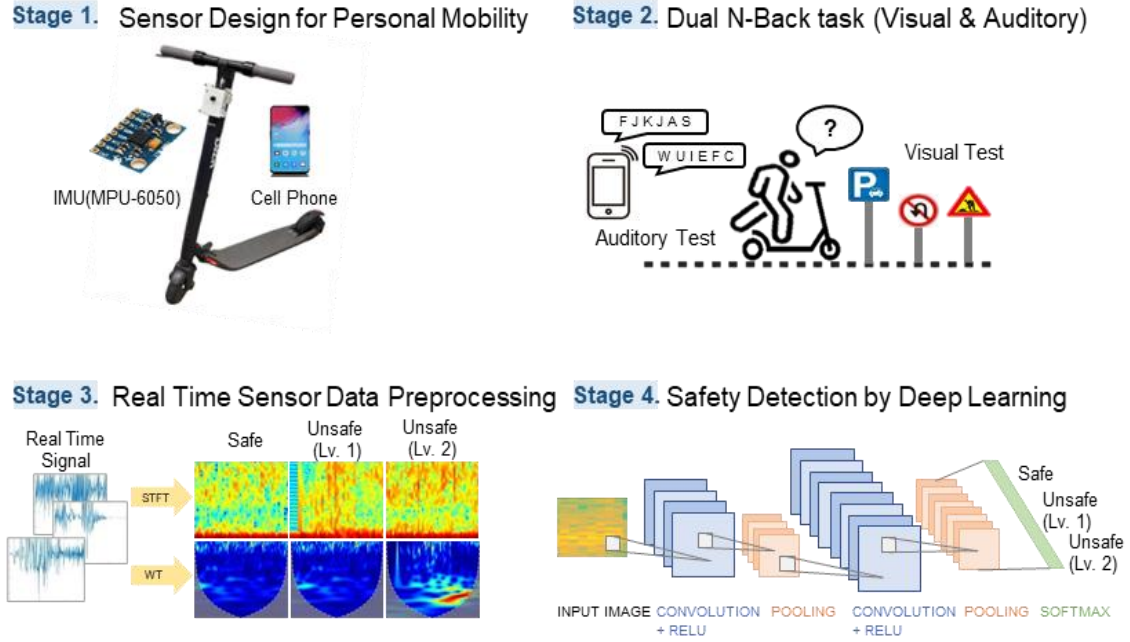 Stage 1. Sensor Design for Personal Mobility
IMU(MPU-6050)
Cell Phone
Stage 2. Dual N-Back task (Visual & Auditory)
F J K J A S
W U I E F C
?
Visual Test
P
Auditory Test
Stage 3. Real Time Sensor Data Preprocessing
Real Time
Signal
Safe
Unsafe
(Lv. 1)
Unsafe
(Lv. 2)
STFT
WT
Stage 4. Safety Detection by Deep Learning
Safe
Unsafe
(Lv. 1)
Unsafe
(Lv. 2)
INPUT IMAGE
CONVOLUTION
+ RELU
POOLING
CONVOLUTION
+ RELU
POOLING
SOFTMAX